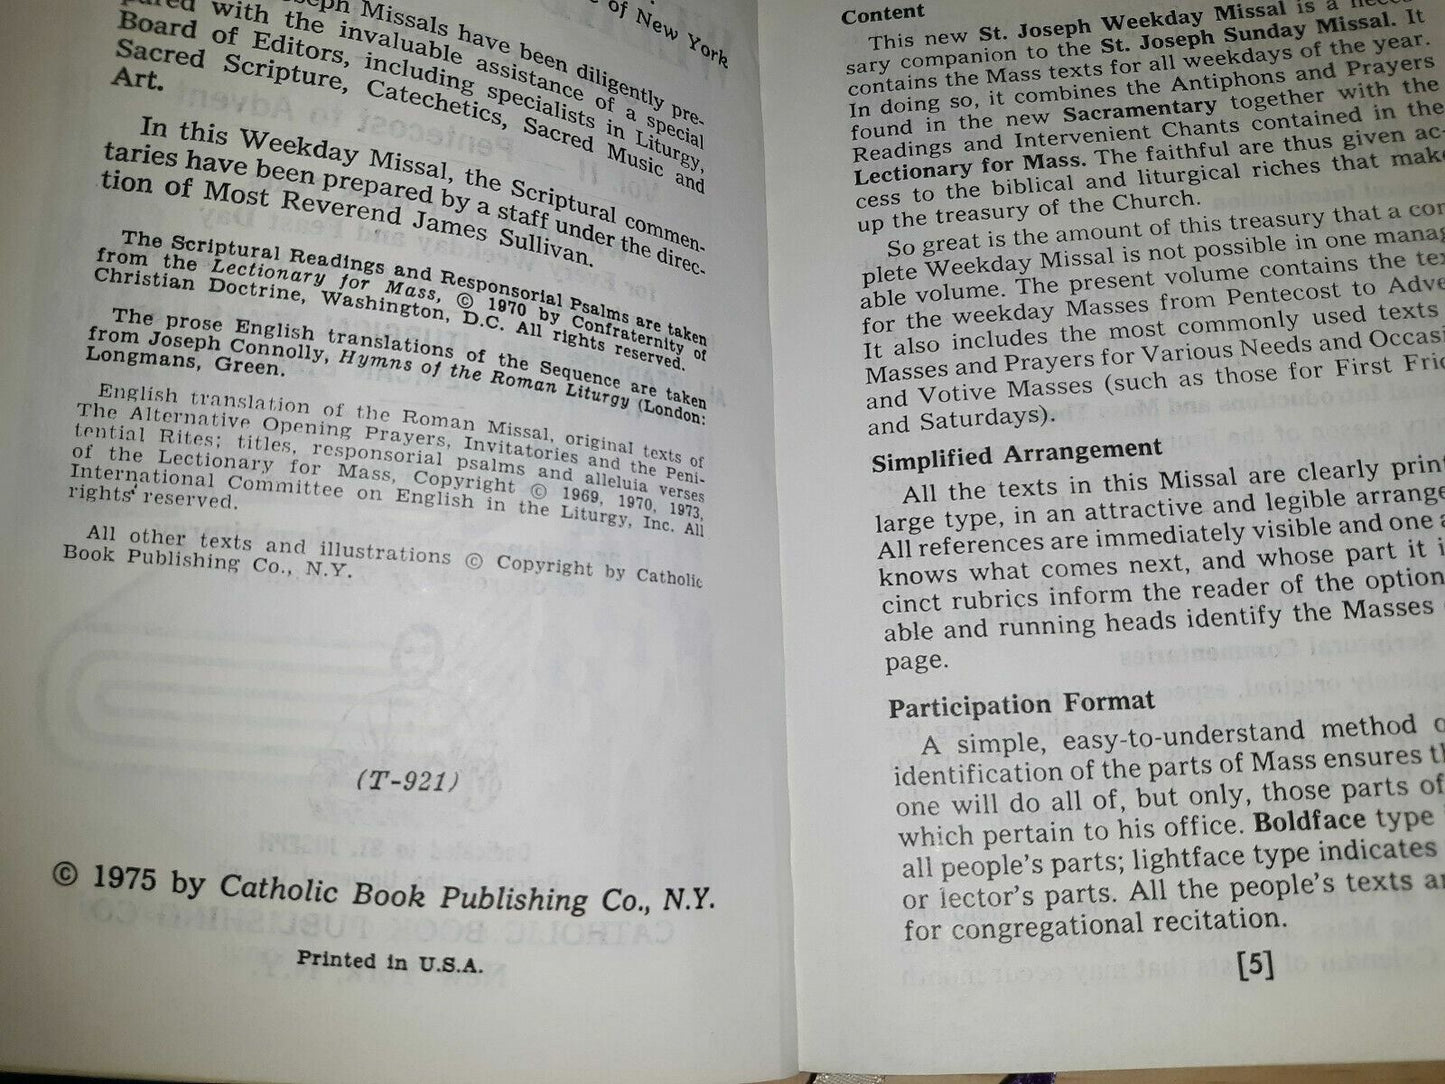 of New York
Missals have been diligently pre-
with the invaluable assistance of a special
Board of Editors, including specialists in Liturgy,
Sacred Scripture, Catechetics, Sacred Music and
Art.
In this Weekday Missal, the Scriptural commen-
taries have been prepared by a staff under the direc-
tion of Most Reverend James Sullivan.
The Scriptural Readings and Responsorial Psalms are taken
from the Lectionary for Mass, © 1970 by Confraternity of
Christian Doctrine, Washington, D.C. All rights reserved.
The prose English translations of the Sequence are taken
from Joseph Connolly, Hymns of the Roman Liturgy (London:
Longmans, Green.
English translation of the Roman Missal, original texts of
The Alternative Opening Prayers, Invitatories and the Peni-
tential Rites; titles, responsorial psalms and alleluia verses
of the Lectionary for Mass, Copyright © 1969, 1970, 1973,
International Committee on English in the Liturgy, Inc. All
rights reserved.
All other texts and illustrations © Copyright by Catholic
Book Publishing Co., N.Y.
(T-921)
© 1975 by Catholic Book Publishing Co., N.Y.
Printed in U.S.A.
Content
This new St. Joseph Weekday Missal is a
sary companion to the St. Joseph Sunday Missal. It
contains the Mass texts for all weekdays of the year.
In doing so, it combines the Antiphons and Prayers
found in the new Sacramentary together with the
Readings and Intervenient Chants contained in the
Lectionary for Mass. The faithful are thus given ac-
cess to the biblical and liturgical riches that make
up the treasury of the Church.
So great is the amount of this treasury that a com
plete Weekday Missal is not possible in one manag
able volume. The present volume contains the tex
for the weekday Masses from Pentecost to Adve
It also includes the most commonly used texts
Masses and Prayers for Various Needs and Occasi
and Votive Masses (such as those for First Frid
and Saturdays).
Simplified Arrangement
All the texts in this Missal are clearly print
large type, in an attractive and legible arrange
All references are immediately visible and one a
knows what comes next, and whose part it i
cinct rubrics inform the reader of the option
able and running heads identify the Masses
page.
Participation Format
A simple, easy-to-understand method o
identification of the parts of Mass ensures th
one will do all of, but only, those parts of
which pertain to his office. Boldface type
all people's parts; lightface type indicates
or lector's parts. All the people's texts ar
for congregational recitation.
[5]